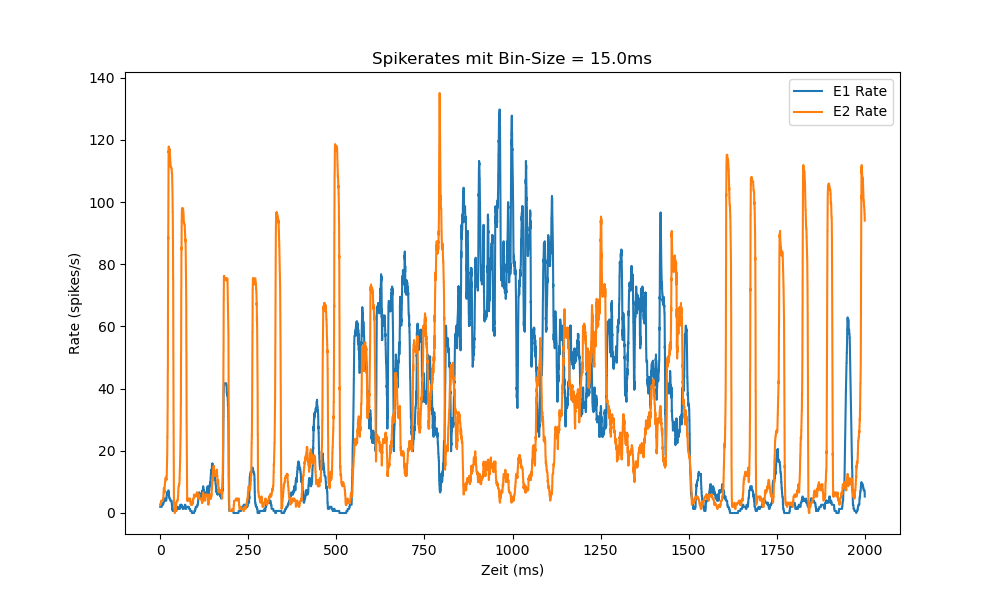 Spikerates mit Bin-Size = 15.0ms
E1 Rate
E2 Rate
Rate (spikes/s)
140
120
100
80
60
40
20
0
0 250 500 750 1000 1250 1500 1750 2000
Zeit (ms)